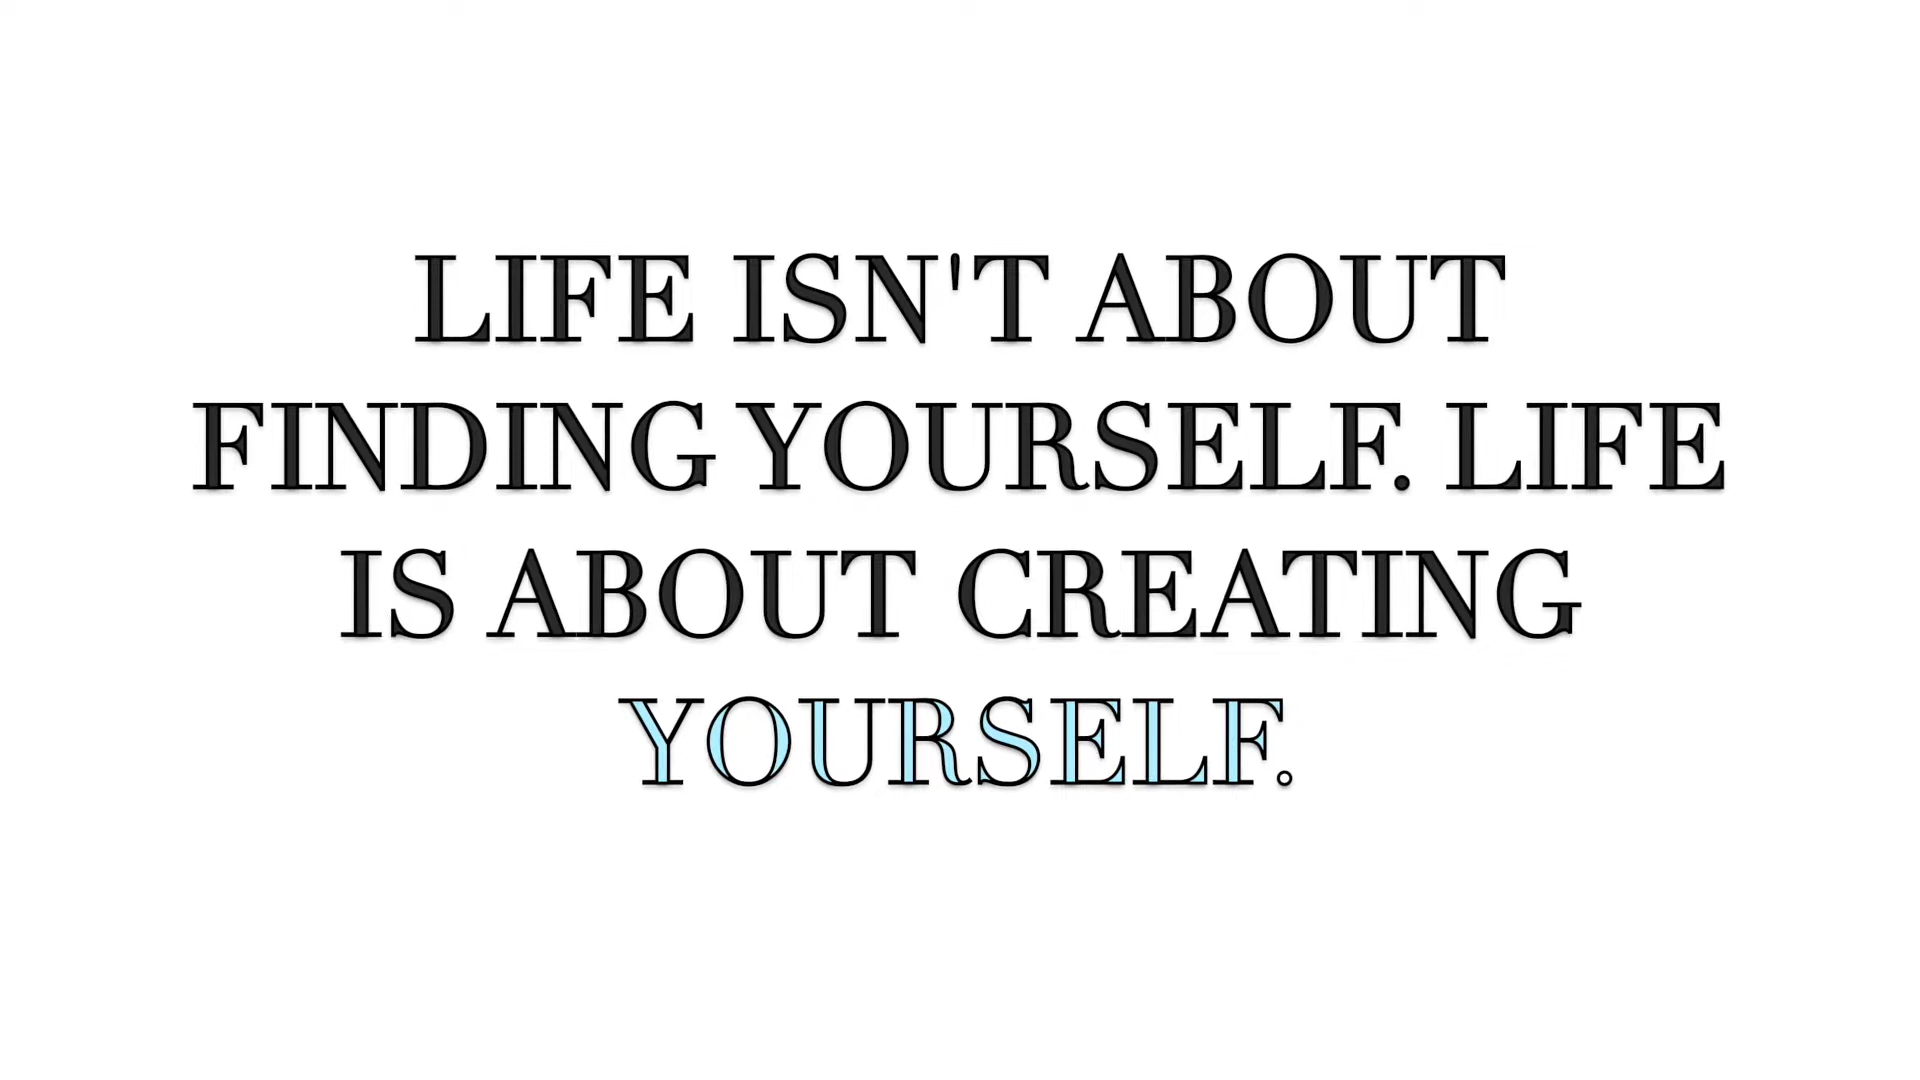 LIFE ISN'T ABOUT
FINDING YOURSELF. LIFE
IS ABOUT CREATING
YOURSELF.